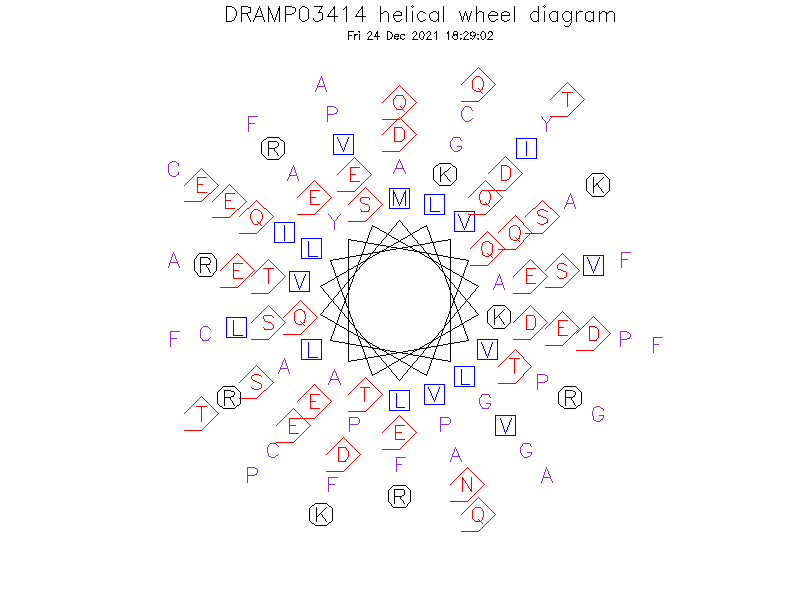 DRAMP03414 helical wheel diagram
Fri 24 Dec 2021 18:29:02
A Q
Q T
P C
F Y
D
R V G I
C A E A K D
E K
E E S M L Q A
Q Y V S
I Q
L Q
A R E T V A E S V F
F C L S Q K D E D P F
L V
A T
S A L P
R E T L V G R
T G
E P E P V
C D A G
P F A
F N
R
K Q